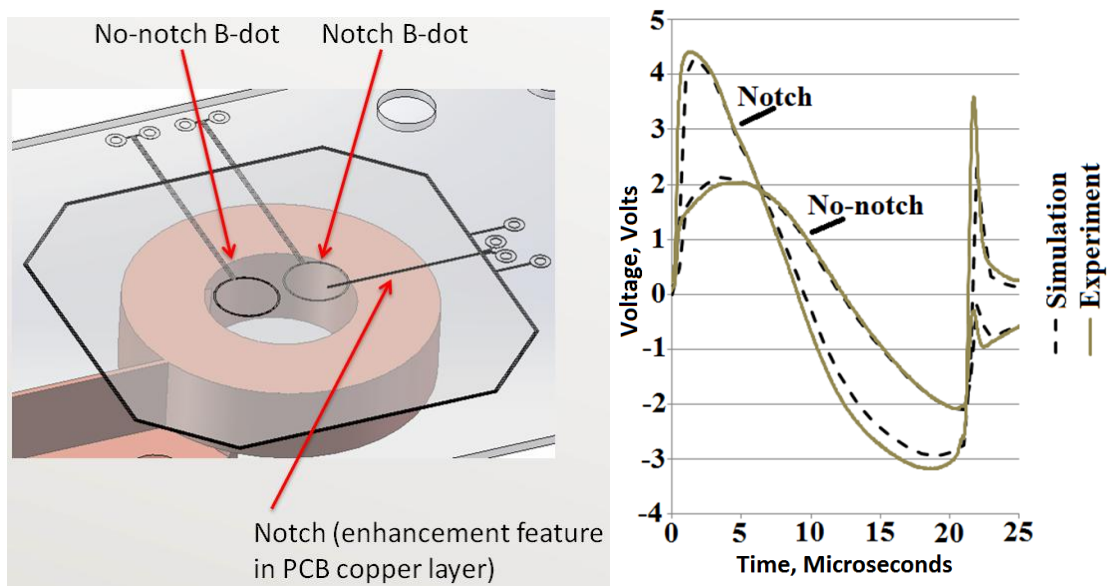 No-notch B-dot
Notch B-dot
Notch (enhancement feature
in PCB copper layer)
5
4
3
2
1
0
-1
-2
-3
-4
Voltage, Volts
Notch
No-notch
0
5
10
15
20
25
Time, Microseconds
Simulation
Experiment